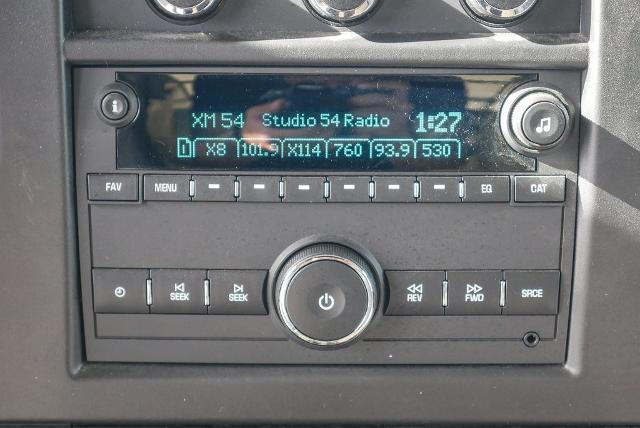 XM 54 Studio 54 Radio 1:27
1 X8 101.9 X114 760 93.9 530
FAV MENU EQ CAT
SEEK SEEK REV FWD SRCE